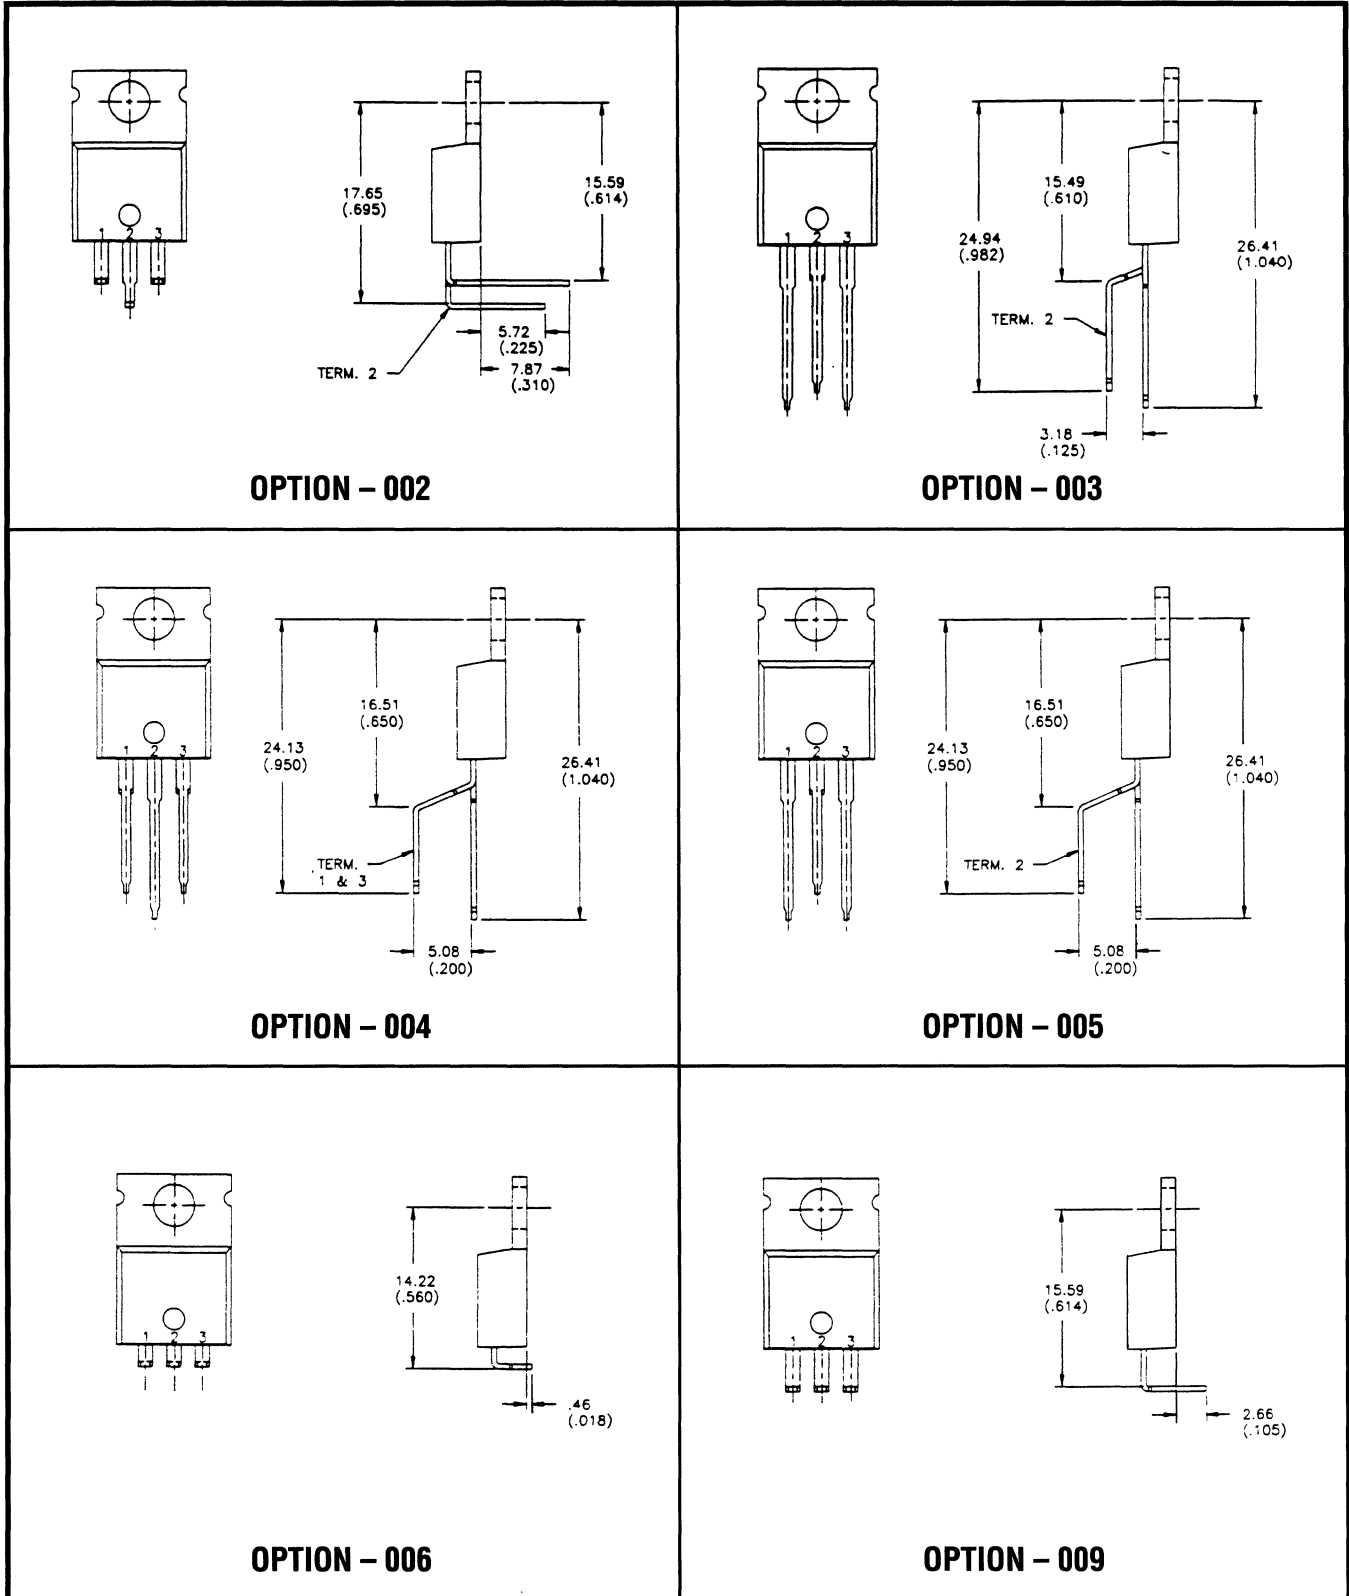 1 2 3
17.65
(.695)
15.59
(.614)
5.72
(.225)
7.87
(.310)
TERM. 2
OPTION – 002
1 2 3
24.94
(.982)
15.49
(.610)
26.41
(1.040)
TERM. 2
3.18
(.125)
OPTION – 003
1 2 3
24.13
(.950)
16.51
(.650)
26.41
(1.040)
TERM.
1 & 3
5.08
(.200)
OPTION – 004
1 2 3
24.13
(.950)
16.51
(.650)
26.41
(1.040)
TERM. 2
5.08
(.200)
OPTION – 005
1 2 3
14.22
(.560)
.46
(.018)
OPTION – 006
1 2 3
15.59
(.614)
2.66
(.105)
OPTION – 009